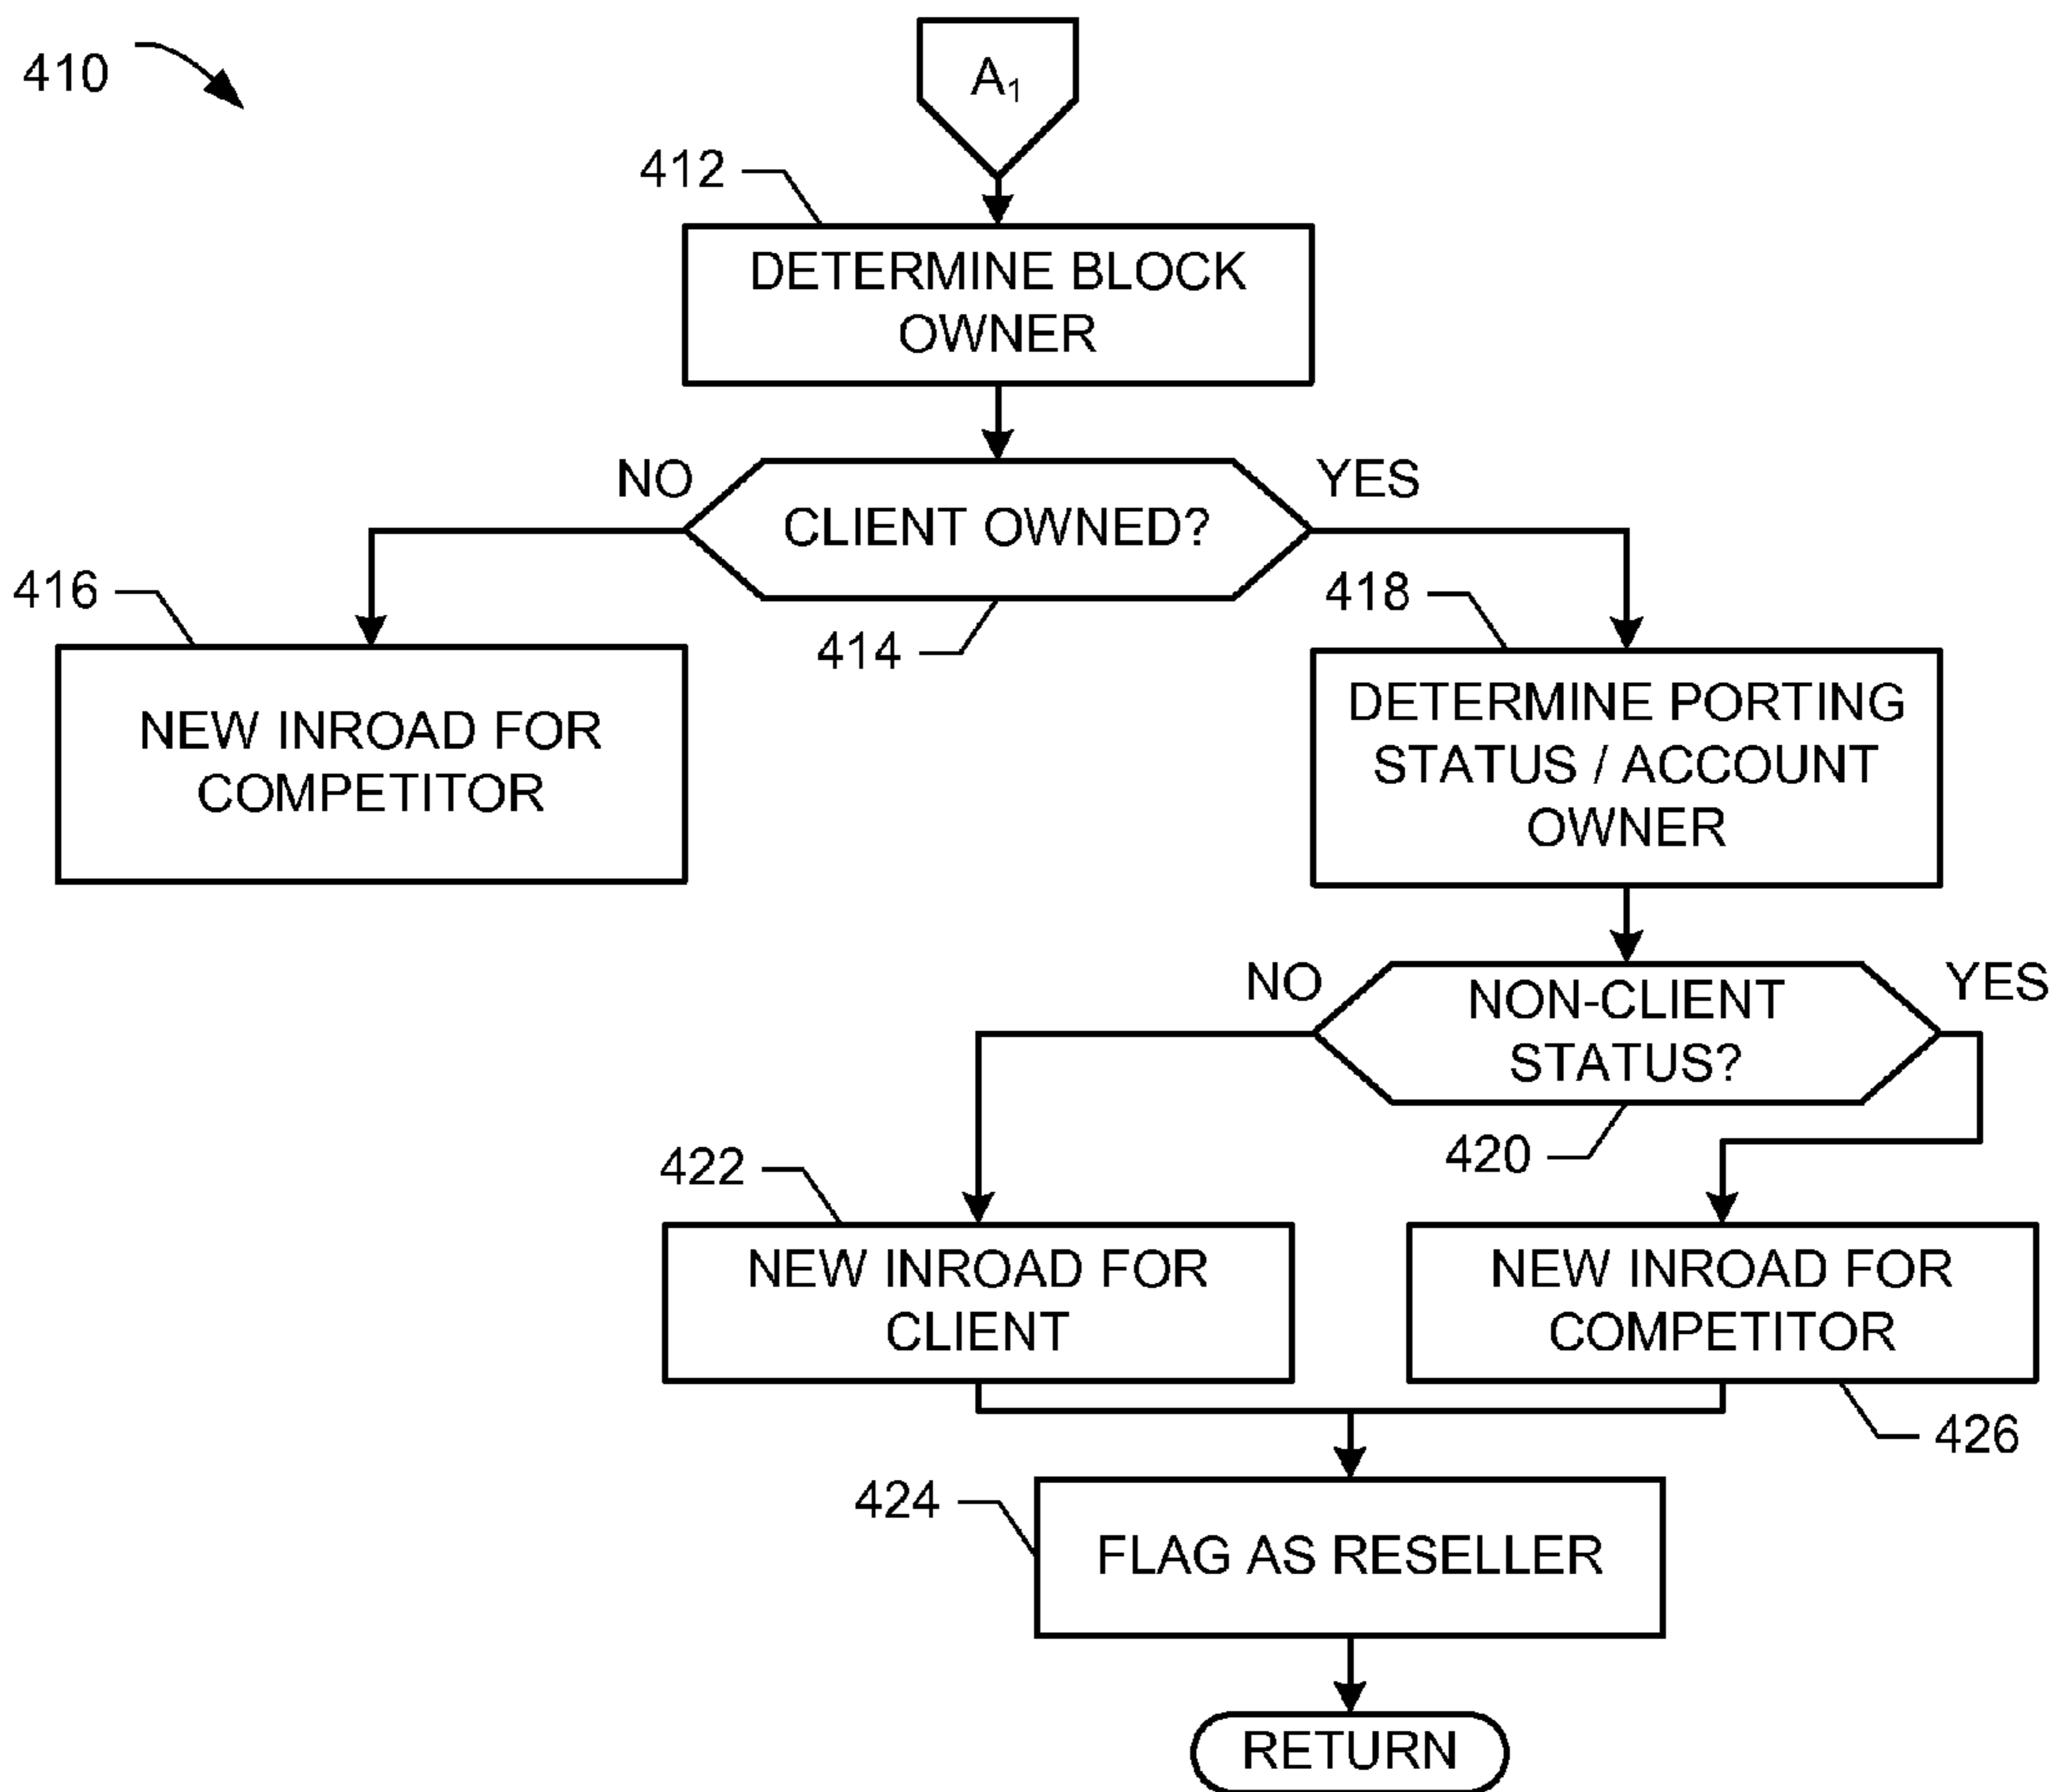 410
A₁
412
DETERMINE BLOCK
OWNER
NO
YES
CLIENT OWNED?
414
416
NEW INROAD FOR
COMPETITOR
418
DETERMINE PORTING
STATUS / ACCOUNT
OWNER
NO
YES
NON-CLIENT
STATUS?
420
422
NEW INROAD FOR
CLIENT
NEW INROAD FOR
COMPETITOR
426
424
FLAG AS RESELLER
RETURN